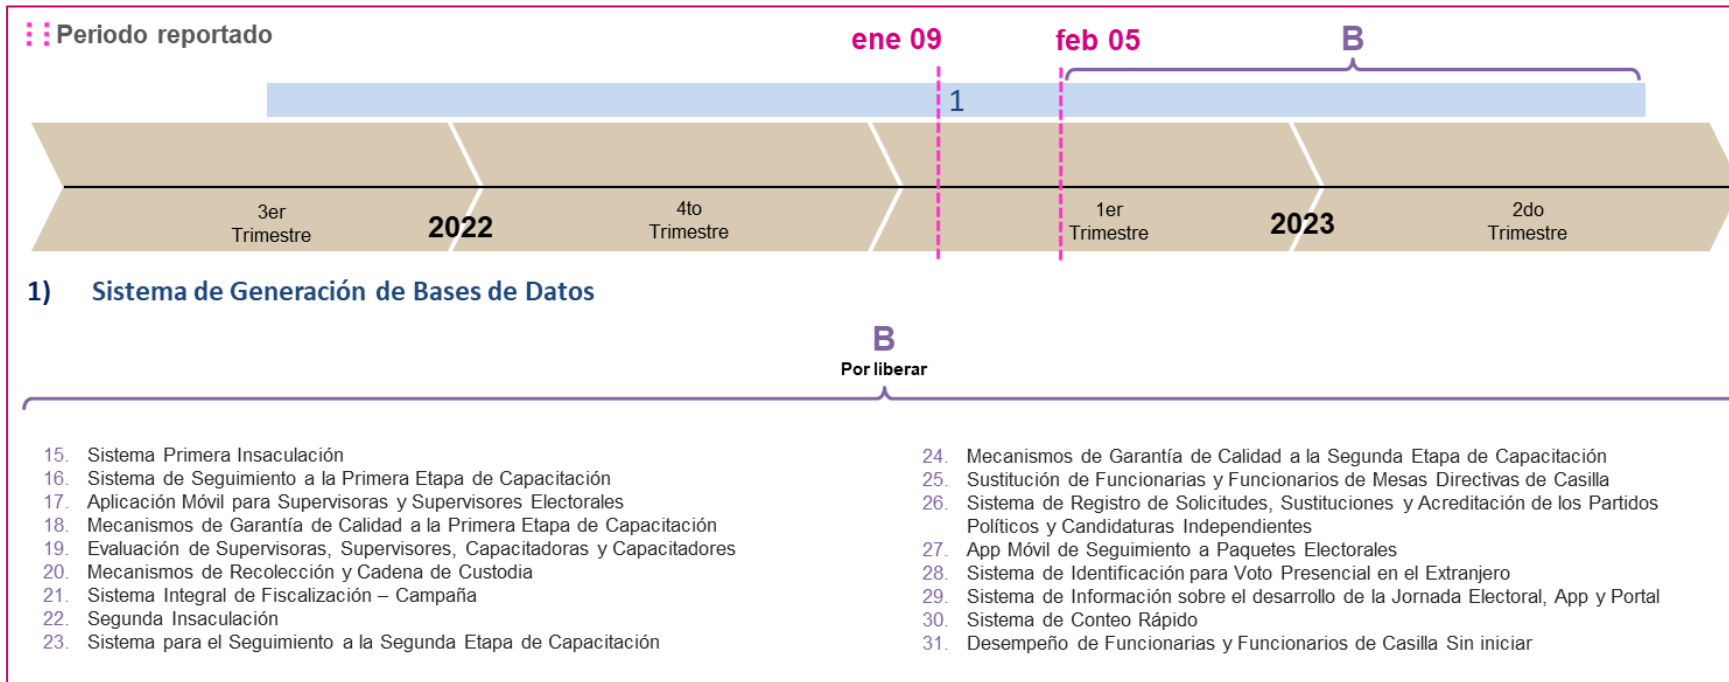 Periodo reportado
ene 09
feb 05
B
1
3er
Trimestre
2022
4to
Trimestre
1er
Trimestre
2023
2do
Trimestre
1) Sistema de Generación de Bases de Datos
B
Por liberar
15. Sistema Primera Insaculación
16. Sistema de Seguimiento a la Primera Etapa de Capacitación
17. Aplicación Móvil para Supervisoras y Supervisores Electorales
18. Mecanismos de Garantía de Calidad a la Primera Etapa de Capacitación
19. Evaluación de Supervisoras, Supervisores, Capacitadoras y Capacitadores
20. Mecanismos de Recolección y Cadena de Custodia
21. Sistema Integral de Fiscalización – Campaña
22. Segunda Insaculación
23. Sistema para el Seguimiento a la Segunda Etapa de Capacitación
24. Mecanismos de Garantía de Calidad a la Segunda Etapa de Capacitación
25. Sustitución de Funcionarias y Funcionarios de Mesas Directivas de Casilla
26. Sistema de Registro de Solicitudes, Sustituciones y Acreditación de los Partidos
Políticos y Candidaturas Independientes
27. App Móvil de Seguimiento a Paquetes Electorales
28. Sistema de Identificación para Voto Presencial en el Extranjero
29. Sistema de Información sobre el desarrollo de la Jornada Electoral, App y Portal
30. Sistema de Conteo Rápido
31. Desempeño de Funcionarias y Funcionarios de Casilla Sin iniciar